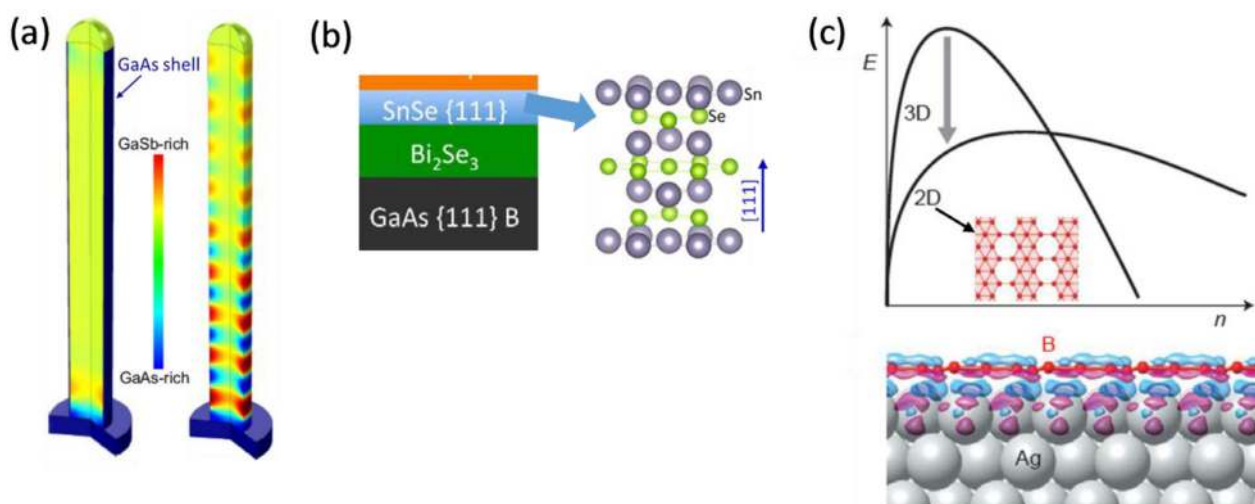 (a)
GaAs shell
GaSb-rich
GaAs-rich
(b)
SnSe {111}
Bi₂Se₃
GaAs {111} B
Sn
Se
[111]
(c)
E
3D
2D
n
B
Ag